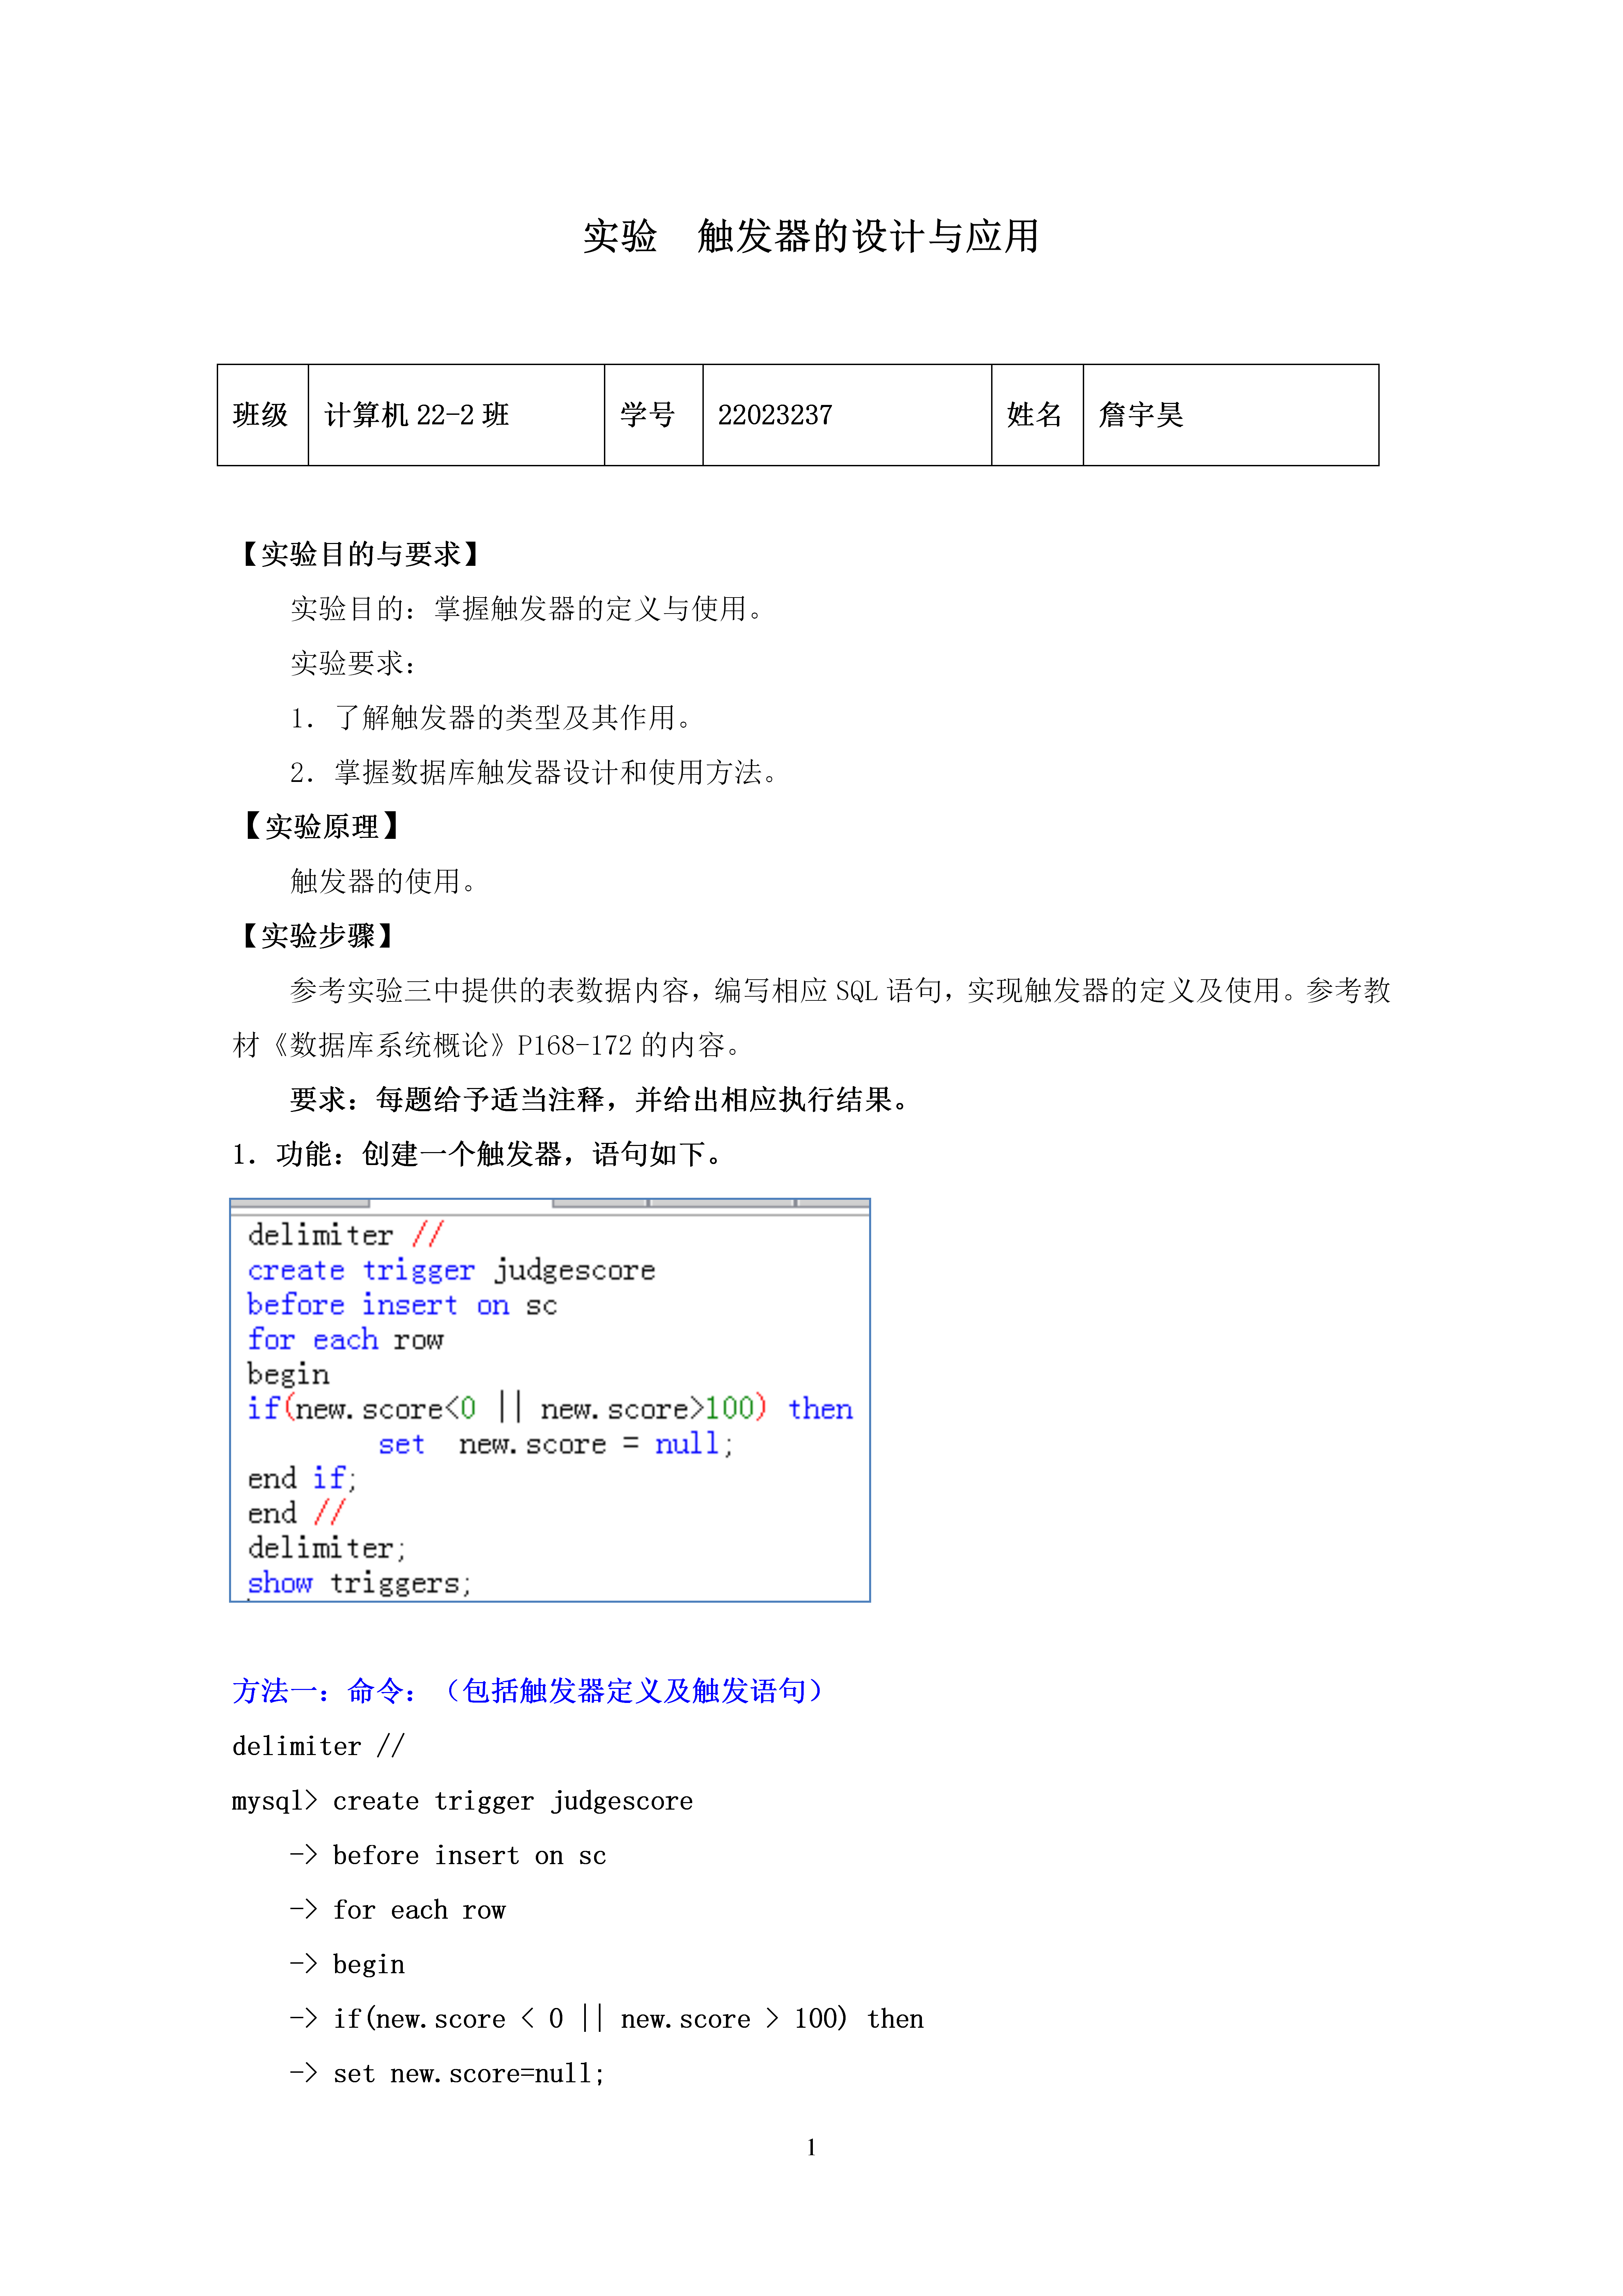 实验 触发器的设计与应用
班级 计算机 22-2 班 学号 22023237 姓名 詹宇昊
【实验目的与要求】
实验目的：掌握触发器的定义与使用。
实验要求：
1. 了解触发器的类型及其作用。
2. 掌握数据库触发器设计和使用方法。
【实验原理】
触发器的使用。
【实验步骤】
参考实验三中提供的表数据内容，编写相应 SQL 语句，实现触发器的定义及使用。参考教
材《数据库系统概论》P168-172 的内容。
要求：每题给予适当注释，并给出相应执行结果。
1. 功能：创建一个触发器，语句如下。
delimiter //
create trigger judgescore
before insert on sc
for each row
begin
if(new.score<0 || new.score>100) then
set new.score = null;
end if;
end //
delimiter;
show triggers;
方法一：命令：（包括触发器定义及触发语句）
delimiter //
mysql> create trigger judgescore
-> before insert on sc
-> for each row
-> begin
-> if(new.score < 0 || new.score > 100) then
-> set new.score=null;
1